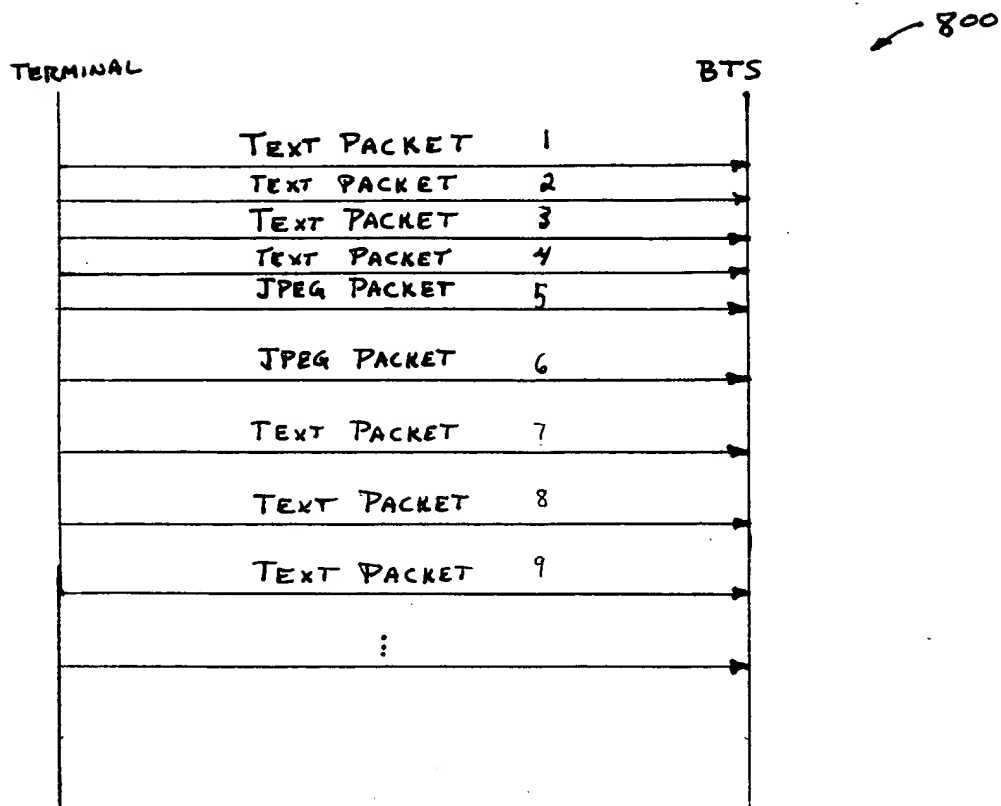 800
TERMINAL BTS
TEXT PACKET 1
TEXT PACKET 2
TEXT PACKET 3
TEXT PACKET 4
JPEG PACKET 5
JPEG PACKET 6
TEXT PACKET 7
TEXT PACKET 8
TEXT PACKET 9
⋮